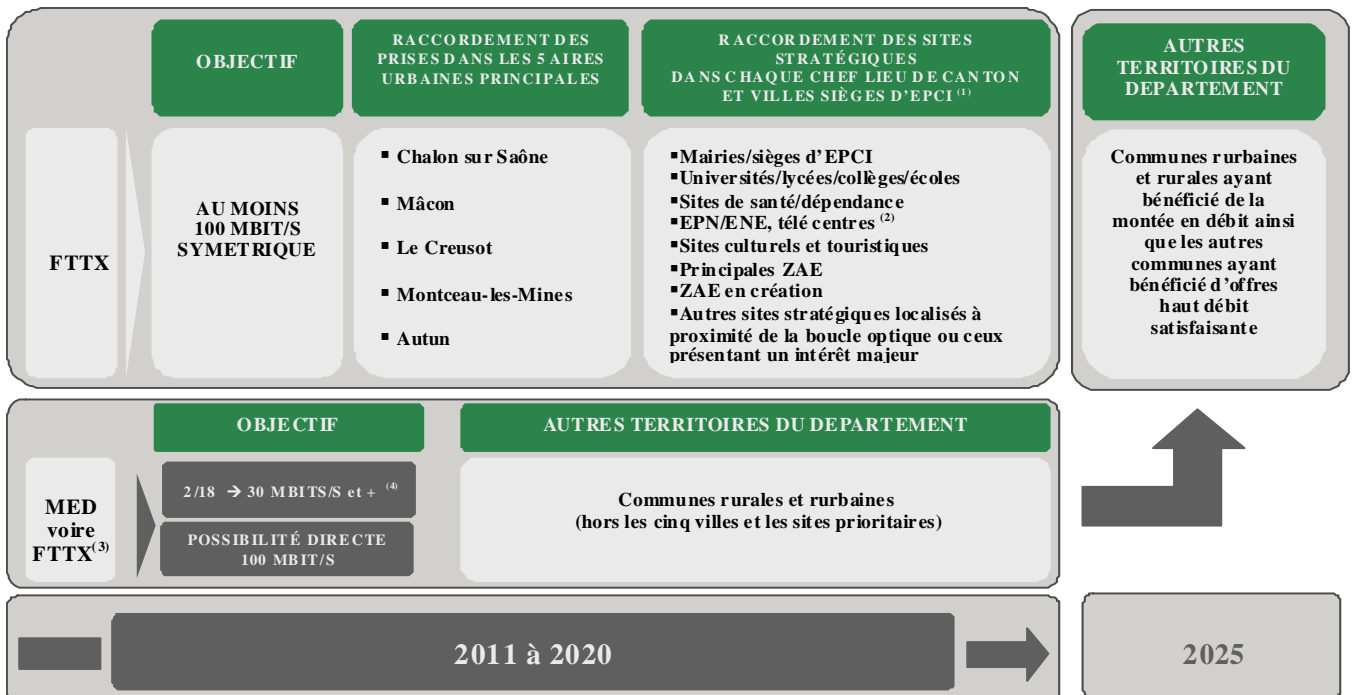 OBJECTIF
RACCORDEMENT DES
PRISES DANS LES 5 AIRES
URBAINES PRINCIPALES
RACCORDEMENT DES SITES
STRATÉGIQUES
DANS CHAQUE CHEF LIEU DE CANTON
ET VILLES SIÈGES D'EPCI (1)
AUTRES
TERRITOIRES DU
DEPARTEMENT
FTTX
AU MOINS
100 MBIT/S
SYMETRIQUE
▪ Chalon sur Saône
▪ Mâcon
▪ Le Creusot
▪ Montceau-les-Mines
▪ Autun
▪Mairies/sièges d'EPCI
▪Universités/lycées/collèges/écoles
▪Sites de santé/dépendance
▪EPN/ENE, télé centres (2)
▪Sites culturels et touristiques
▪Principales ZAE
▪ZAE en création
▪Autres sites stratégiques localisés à
proximité de la boucle optique ou ceux
présentant un intérêt majeur
Communes rurbaines
et rurales ayant
bénéficié de la
montée en débit ainsi
que les autres
communes ayant
bénéficié d'offres
haut débit
satisfaisante
OBJECTIF
AUTRES TERRITOIRES DU DEPARTEMENT
MED
voire
FTTX(3)
2/18 → 30 MBITS/S et + (4)
POSSIBILITÉ DIRECTE
100 MBIT/S
Communes rurales et rurbaines
(hors les cinq villes et les sites prioritaires)
2011 à 2020
2025